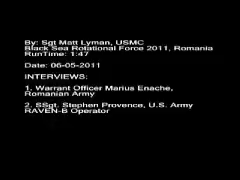 By: Sgt Matt Lyman, USMC
Black Sea Rotational Force 2011, Romania
RunTime: 1:47
Date: 06-05-2011
INTERVIEWS:
1. Warrant Officer Marius Enache,
Romanian Army
2. SSgt. Stephen Provence, U.S. Army
RAVEN-B Operator